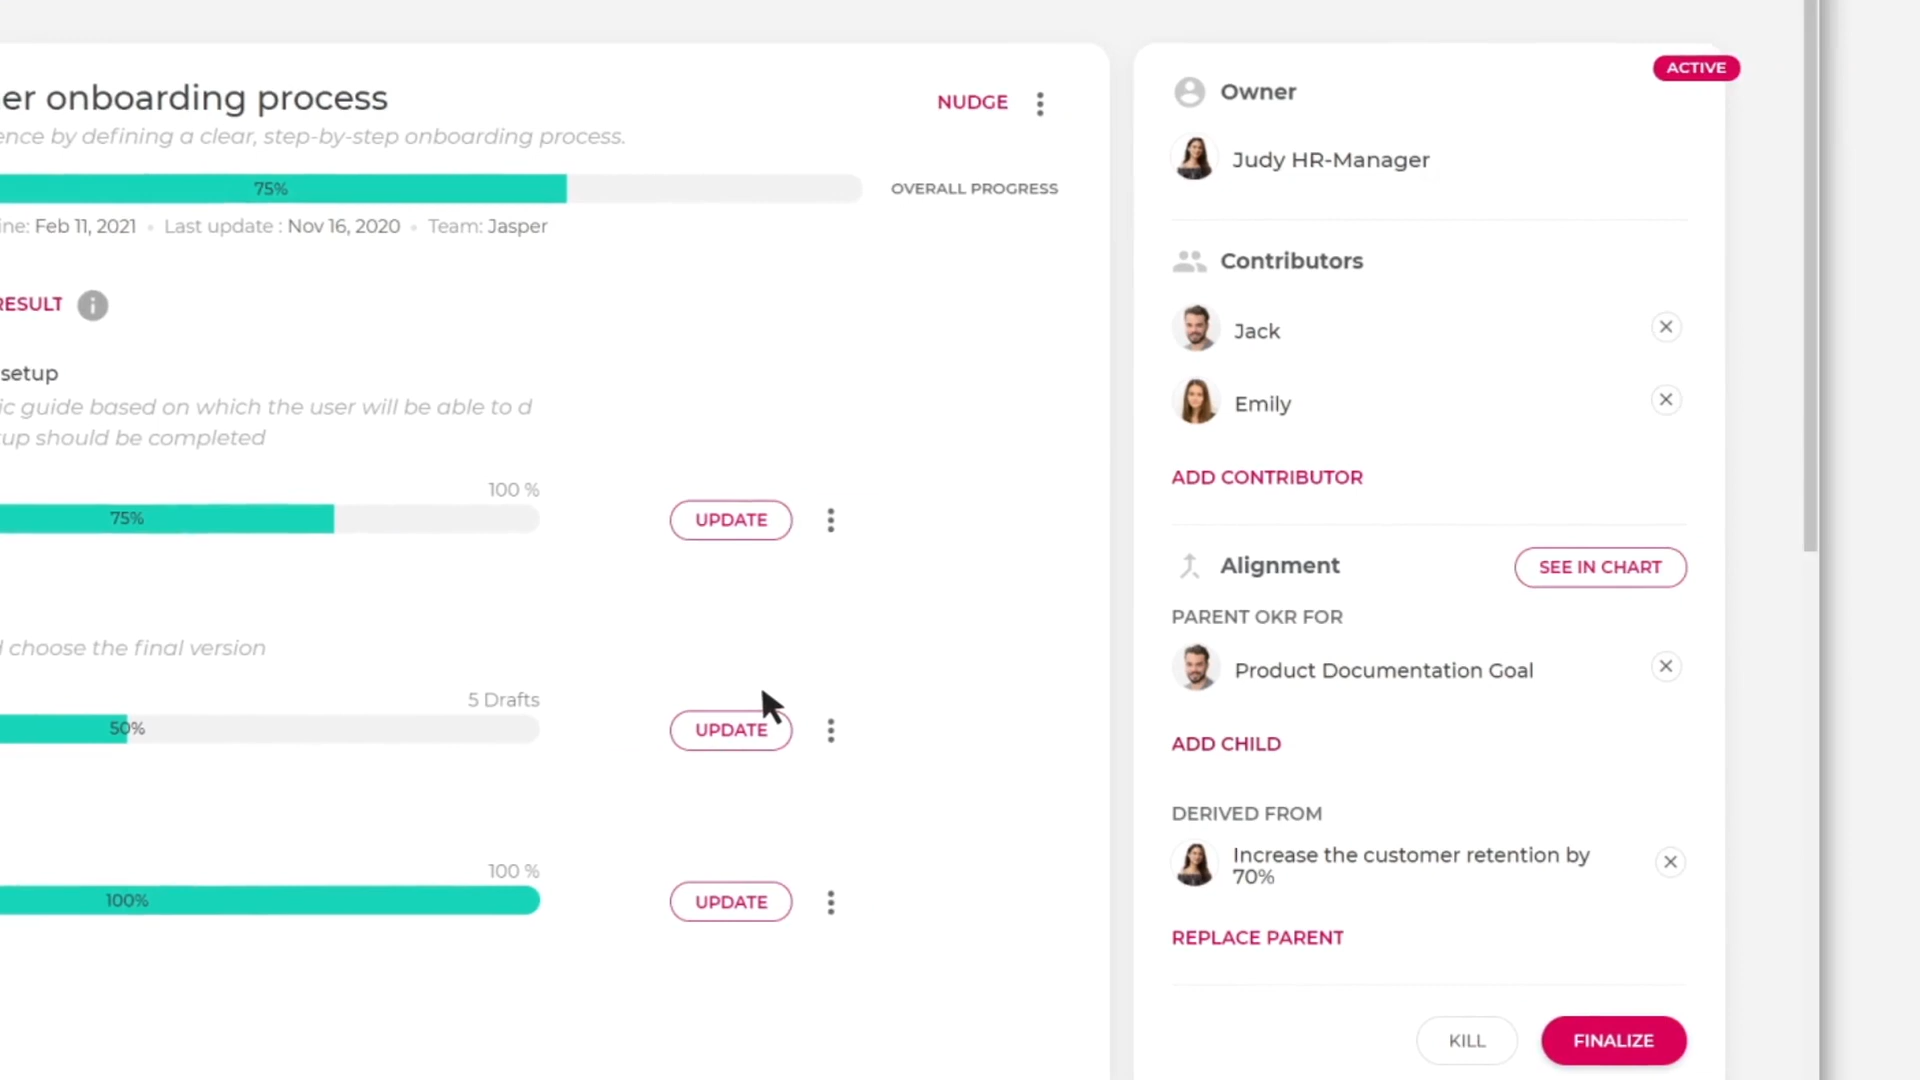 er onboarding process
NUDGE
ence by defining a clear, step-by-step onboarding process.
75%
OVERALL PROGRESS
ine: Feb 11, 2021 • Last update : Nov 16, 2020 • Team: Jasper
RESULT
setup
ic guide based on which the user will be able to d
up should be completed
100 %
75%
UPDATE
choose the final version
5 Drafts
50%
UPDATE
100 %
100%
UPDATE
ACTIVE
Owner
Judy HR-Manager
Contributors
Jack
Emily
ADD CONTRIBUTOR
Alignment
SEE IN CHART
PARENT OKR FOR
Product Documentation Goal
ADD CHILD
DERIVED FROM
Increase the customer retention by
70%
REPLACE PARENT
KILL
FINALIZE